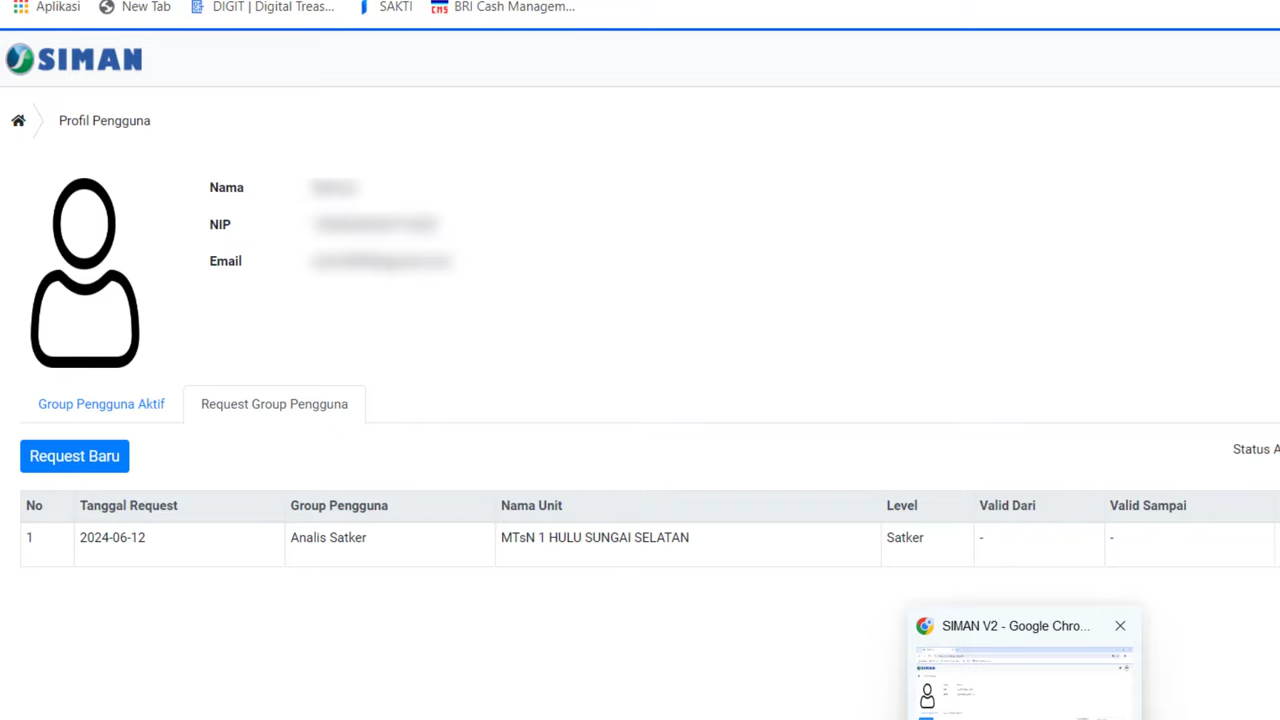 Aplikasi New Tab DIGIT | Digital Treas... SAKTI CMS BRI Cash Managem...
SIMAN
Profil Pengguna
Nama
NIP
Email
Group Pengguna Aktif Request Group Pengguna
Request Baru
Status A
No Tanggal Request Group Pengguna Nama Unit Level Valid Dari Valid Sampai
1 2024-06-12 Analis Satker MTsN 1 HULU SUNGAI SELATAN Satker - -
SIMAN V2 - Google Chro...